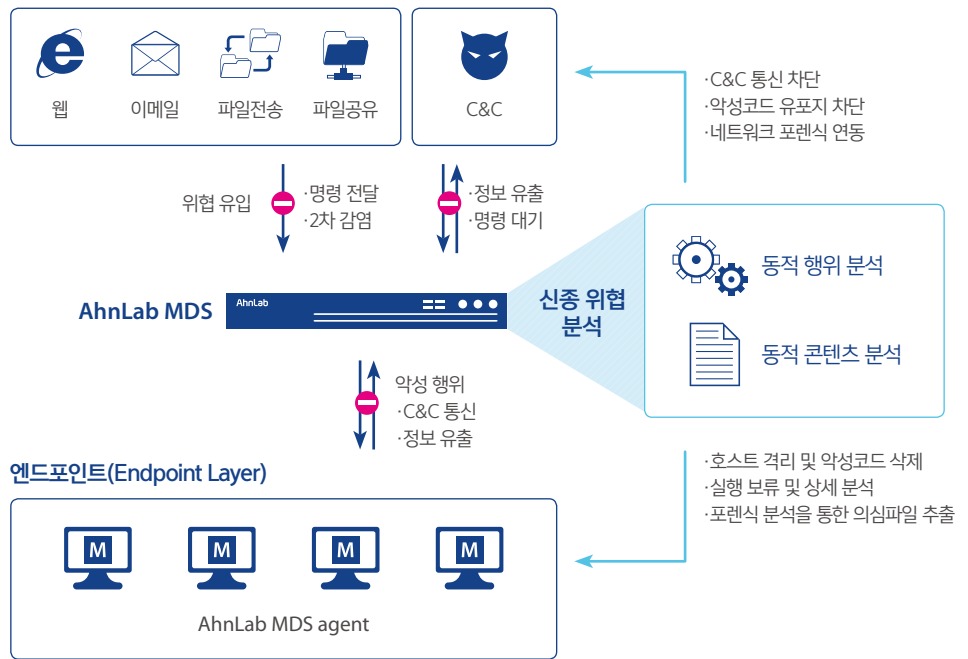 웹
이메일
파일전송
파일공유
C&C
·C&C 통신 차단
·악성코드 유포지 차단
·네트워크 포렌식 연동
위협 유입
·명령 전달
·2차 감염
·정보 유출
·명령 대기
AhnLab MDS
AhnLab
신종 위협
분석
동적 행위 분석
동적 콘텐츠 분석
악성 행위
·C&C 통신
·정보 유출
엔드포인트(Endpoint Layer)
·호스트 격리 및 악성코드 삭제
·실행 보류 및 상세 분석
·포렌식 분석을 통한 의심파일 추출
M
M
M
M
AhnLab MDS agent